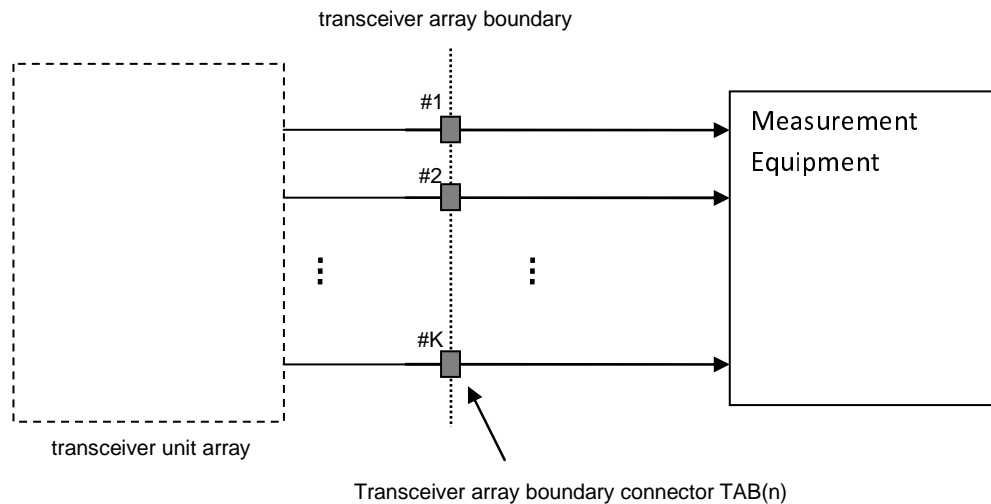 transceiver array boundary
#1
Measurement
Equipment
#2
#K
transceiver unit array
Transceiver array boundary connector TAB(n)